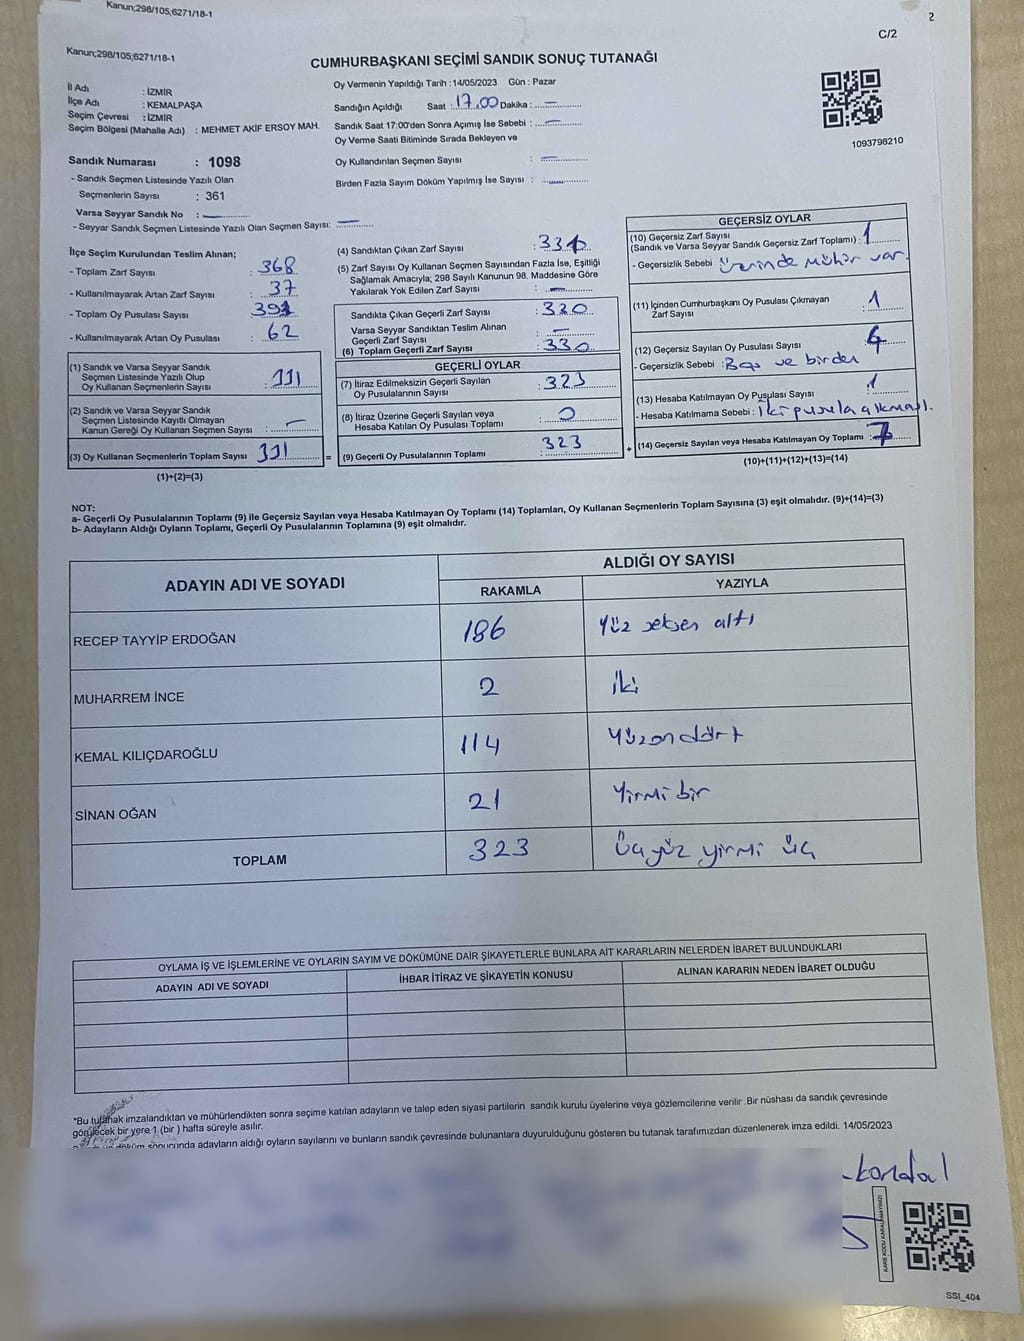 Kanun;298/105;6271/18-1
2
C/2
Kanun;298/105;6271/18-1
CUMHURBAŞKANI SEÇİMİ SANDIK SONUÇ TUTANAĞI
İl Adı : İZMİR
İlçe Adı : KEMALPAŞA
Seçim Çevresi : İZMİR
Seçim Bölgesi (Mahalle Adı) : MEHMET AKİF ERSOY MAH.
Oy Vermenin Yapıldığı Tarih : 14/05/2023 Gün : Pazar
Sandığın Açıldığı Saat : 17.00 Dakika : —
Sandık Saat 17:00'den Sonra Açımış İse Sebebi : —
Oy Verme Saati Bitiminde Sırada Bekleyen ve
Oy Kullandırılan Seçmen Sayısı : —
Birden Fazla Sayım Döküm Yapılmış İse Sayısı : —
1093798210
Sandık Numarası : 1098
- Sandık Seçmen Listesinde Yazılı Olan
Seçmenlerin Sayısı : 361
Varsa Seyyar Sandık No : —
- Seyyar Sandık Seçmen Listesinde Yazılı Olan Seçmen Sayısı: —
İlçe Seçim Kurulundan Teslim Alınan;
- Toplam Zarf Sayısı : 368
- Kullanılmayarak Artan Zarf Sayısı : 37
- Toplam Oy Pusulası Sayısı :
- Kullanılmayarak Artan Oy Pusulası : 62
(1) Sandık ve Varsa Seyyar Sandık
Seçmen Listesinde Yazılı Olup
Oy Kullanan Seçmenlerin Sayısı : 331
(2) Sandık ve Varsa Seyyar Sandık
Seçmen Listesinde Kayıtlı Olmayan
Kanun Gereği Oy Kullanan Seçmen Sayısı : —
(3) Oy Kullanan Seçmenlerin Toplam Sayısı 331
=
(1)+(2)=(3)
(4) Sandıktan Çıkan Zarf Sayısı :
(5) Zarf Sayısı Oy Kullanan Seçmen Sayısından Fazla İse, Eşitliği
Sağlamak Amacıyla; 298 Sayılı Kanunun 98. Maddesine Göre
Yakılarak Yok Edilen Zarf Sayısı : —
Sandıkta Çıkan Geçerli Zarf Sayısı : 330
Varsa Seyyar Sandıktan Teslim Alınan
Geçerli Zarf Sayısı : —
(6) Toplam Geçerli Zarf Sayısı : 330
GEÇERLİ OYLAR
(7) İtiraz Edilmeksizin Geçerli Sayılan
Oy Pusulasının Sayısı : 323
(8) İtiraz Üzerine Geçerli Sayılan veya
Hesaba Katılan Oy Pusulası Toplamı : 0
(9) Geçerli Oy Pusulalarının Toplamı : 323
+
GEÇERSİZ OYLAR
(10) Geçersiz Zarf Sayısı
(Sandık ve Varsa Seyyar Sandık Geçersiz Zarf Toplamı) : 1
- Geçersizlik Sebebi : üzerinde mühür var.
(11) İçinden Cumhurbaşkanı Oy Pusulası Çıkmayan
Zarf Sayısı : 1
(12) Geçersiz Sayılan Oy Pusulası Sayısı :
- Geçersizlik Sebebi : Boş ve birden
(13) Hesaba Katılmayan Oy Pusulası Sayısı : 1
- Hesaba Katılmama Sebebi : iki pusula çıkması.
(14) Geçersiz Sayılan veya Hesaba Katılmayan Oy Toplamı : 7
(10)+(11)+(12)+(13)=(14)
NOT:
a- Geçerli Oy Pusulalarının Toplamı (9) ile Geçersiz Sayılan veya Hesaba Katılmayan Oy Toplamı (14) Toplamları, Oy Kullanan Seçmenlerin Toplam Sayısına (3) eşit olmalıdır. (9)+(14)=(3)
b- Adayların Aldığı Oyların Toplamı, Geçerli Oy Pusulalarının Toplamına (9) eşit olmalıdır.
ADAYIN ADI VE SOYADI
ALDIĞI OY SAYISI
RAKAMLA YAZIYLA
RECEP TAYYİP ERDOĞAN 186 Yüz seksen altı
MUHARREM İNCE 2 iki
KEMAL KILIÇDAROĞLU 114 Yüzondört
SİNAN OĞAN 21 Yirmi bir
TOPLAM 323 Üçyüz yirmi üç
OYLAMA İŞ VE İŞLEMLERİNE VE OYLARIN SAYIM VE DÖKÜMÜNE DAİR ŞİKAYETLERLE BUNLARA AİT KARARLARIN NELERDEN İBARET BULUNDUKLARI
ADAYIN ADI VE SOYADI İHBAR İTİRAZ VE ŞİKAYETİN KONUSU ALINAN KARARIN NEDEN İBARET OLDUĞU
*Bu tutanak imzalandıktan ve mühürlendikten sonra seçime katılan adayların ve talep eden siyasi partilerin sandık kurulu üyelerine veya gözlemcilerine verilir .Bir nüshası da sandık çevresinde
görülecek bir yere 1 (bir ) hafta süreyle asılır.
döküm sonucunda adayların aldığı oyların sayılarını ve bunların sandık çevresinde bulunanlara duyurulduğunu gösteren bu tutanak tarafımızdan düzenlenerek imza edildi. 14/05/2023
SSI_404